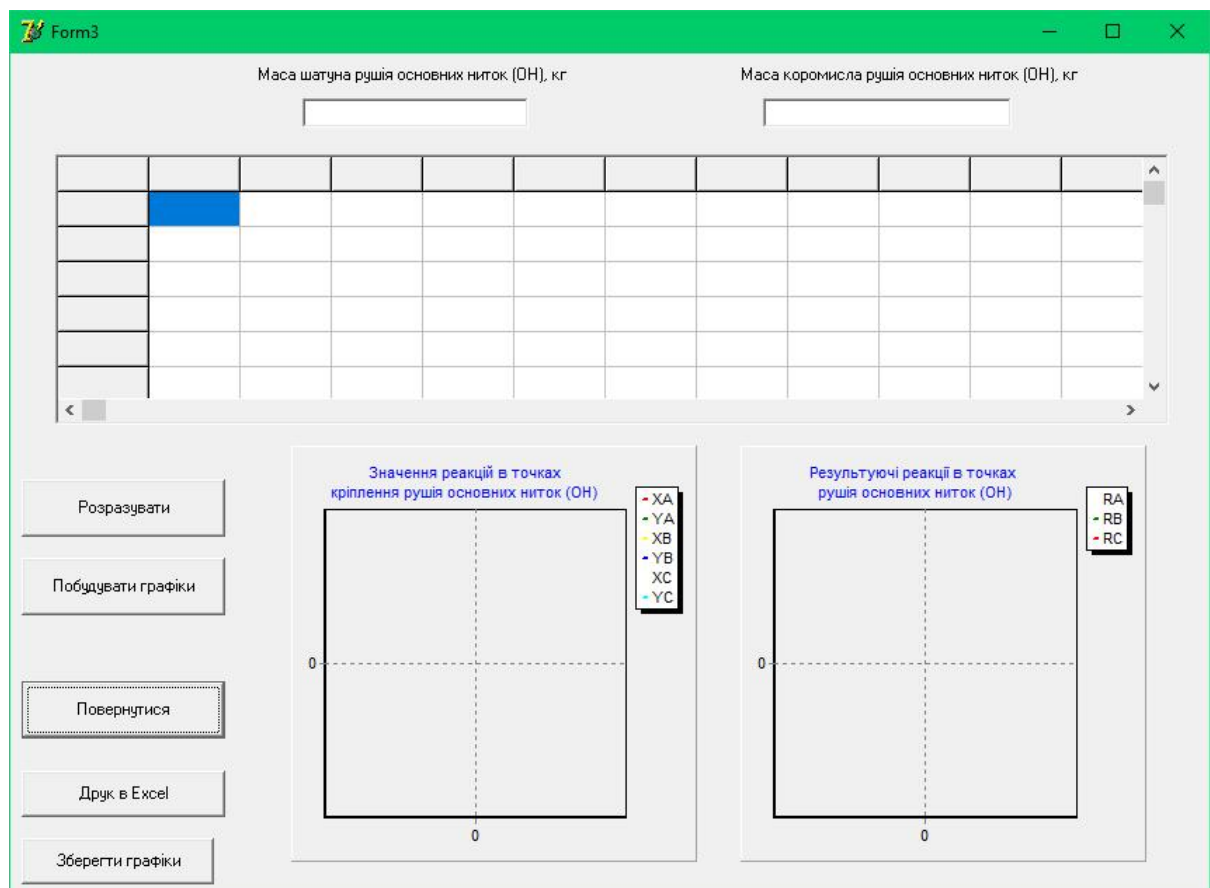 Form3
Маса шатуна рушія основних ниток (ОН), кг
Маса коромисла рушія основних ниток (ОН), кг
Значення реакцій в точках
кріплення рушія основних ниток (ОН)
XA
YA
XB
YB
XC
YC
0
0
Результуючі реакції в точках
рушія основних ниток (ОН)
RA
RB
RC
0
0
Розразувати
Побудувати графіки
Повернутися
Друк в Excel
Зберегти графіки